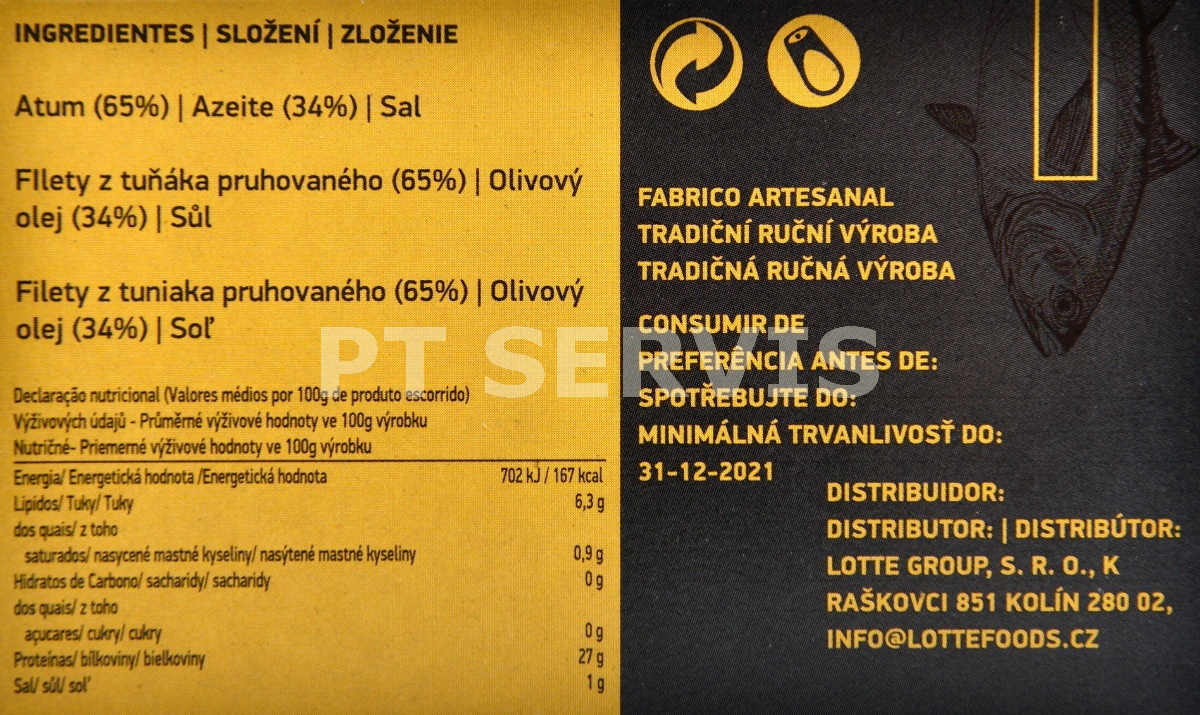 INGREDIENTES | SLOŽENÍ | ZLOŽENIE
Atum (65%) | Azeite (34%) | Sal
FIlety z tuňáka pruhovaného (65%) | Olivový
olej (34%) | Sůl
Filety z tuniaka pruhovaného (65%) | Olivový
olej (34%) | Soľ
Declaração nutricional (Valores médios por 100g de produto escorrido)
Výživových údajů - Průměrné výživové hodnoty ve 100g výrobku
Nutričné- Priemerné výživové hodnoty ve 100g výrobku
Energia/ Energetická hodnota /Energetická hodnota 702 kJ / 167 kcal
Lipidos/ Tuky/ Tuky 6,3 g
dos quais/ z toho
saturados/ nasycené mastné kyseliny/ nasýtené mastné kyseliny 0,9 g
Hidratos de Carbono/ sacharidy/ sacharidy 0 g
dos quais/ z toho
açucares/ cukry/ cukry 0 g
Proteínas/ bílkoviny/ bielkoviny 27 g
Sal/ sůl/ soľ 1 g
FABRICO ARTESANAL
TRADIČNÍ RUČNÍ VÝROBA
TRADIČNÁ RUČNÁ VÝROBA
CONSUMIR DE
PREFERÊNCIA ANTES DE:
SPOTŘEBUJTE DO:
MINIMÁLNÁ TRVANLIVOSŤ DO:
31-12-2021
DISTRIBUIDOR:
DISTRIBUTOR: | DISTRIBÚTOR:
LOTTE GROUP, S. R. O., K
RAŠKOVCI 851 KOLÍN 280 02,
INFO@LOTTEFOODS.CZ
PT SERVIS